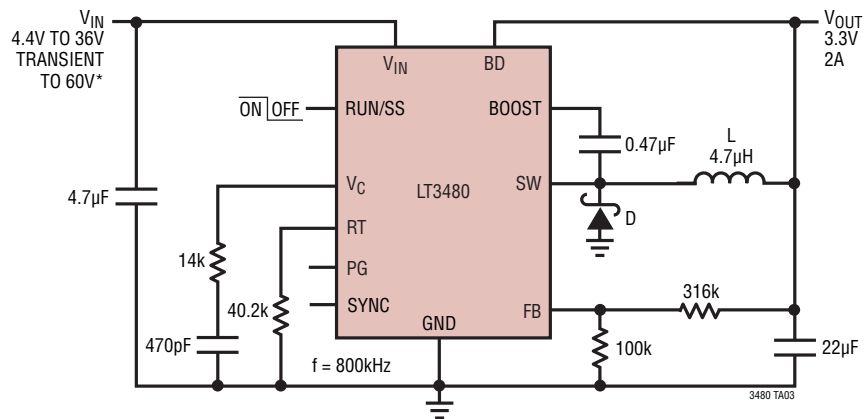 VIN
4.4V TO 36V
TRANSIENT
TO 60V*
VOUT
3.3V
2A
VIN
BD
ON OFF
RUN/SS
BOOST
0.47µF
L
4.7µH
4.7µF
VC
LT3480
SW
D
RT
14k
PG
40.2k
SYNC
FB
316k
GND
470pF
f = 800kHz
100k
22µF
3480 TA03